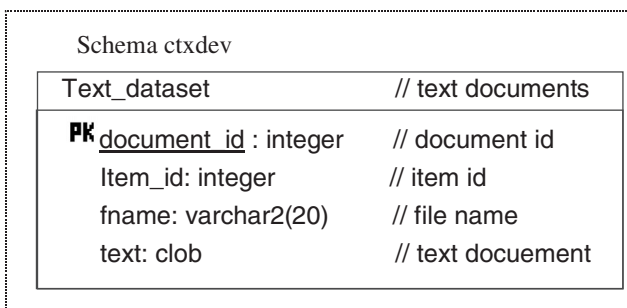 Schema ctxdev
Text_dataset // text documents
PK document_id : integer // document id
Item_id: integer // item id
fname: varchar2(20) // file name
text: clob // text docuement